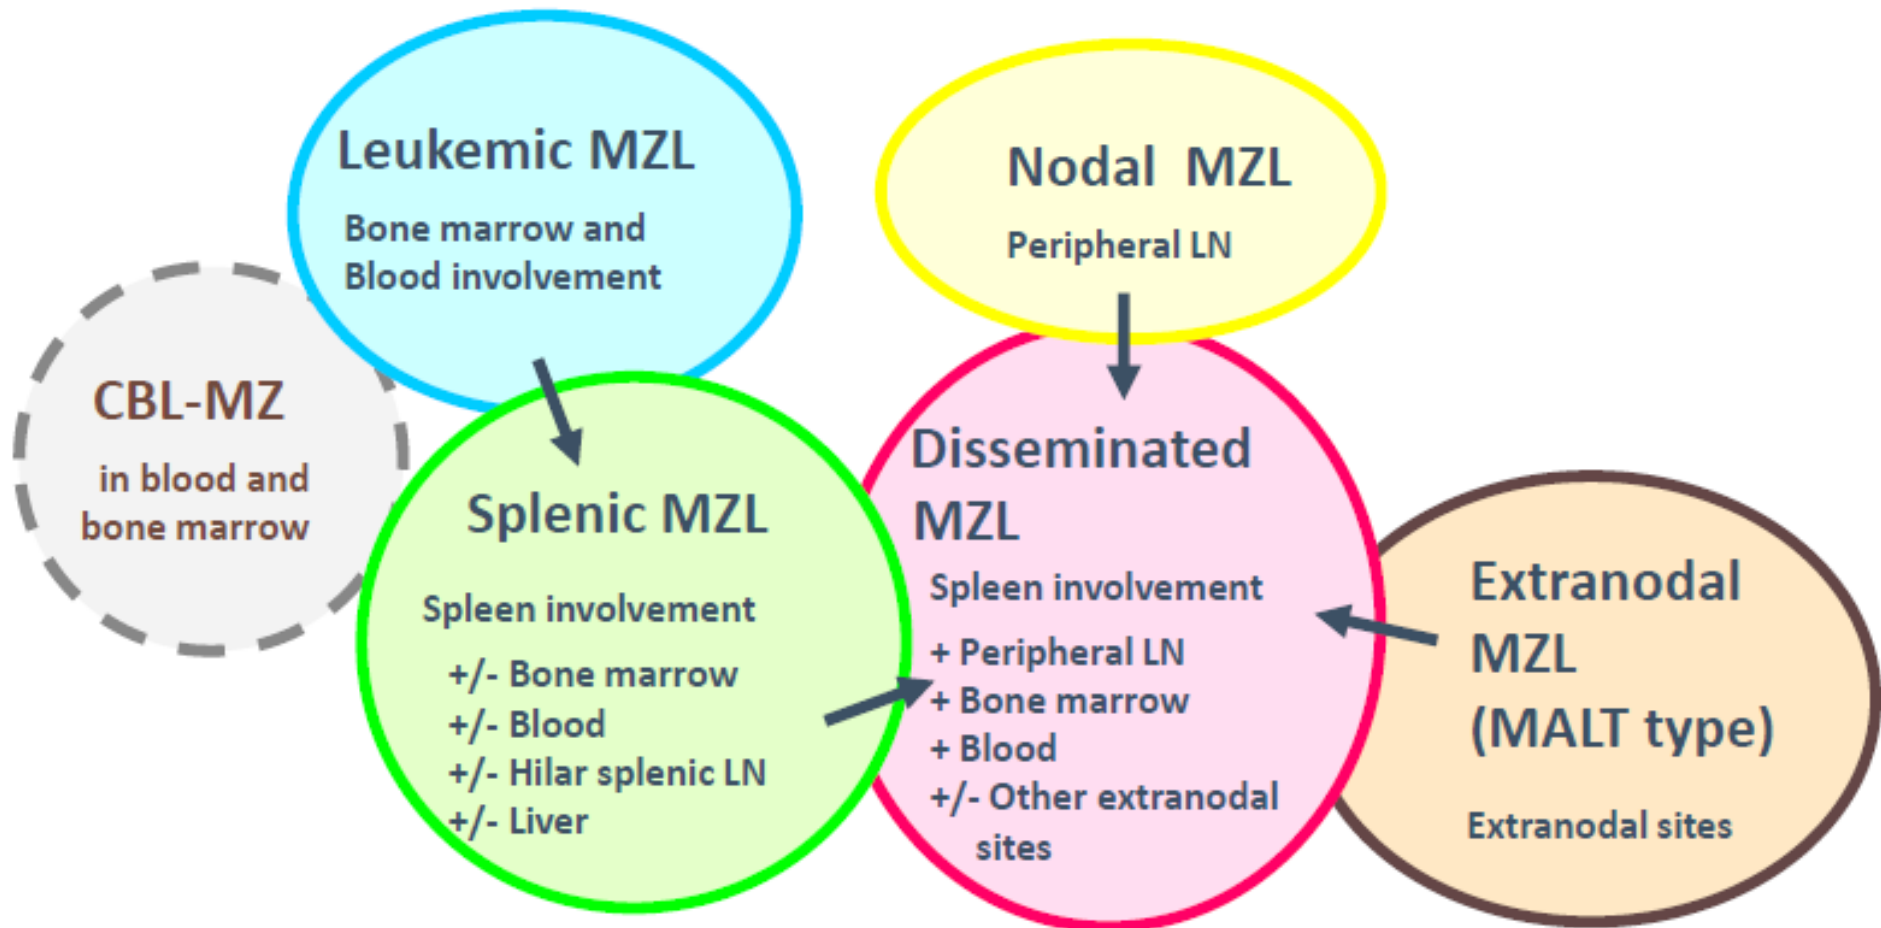 Leukemic MZL
Bone marrow and
Blood involvement
Nodal MZL
Peripheral LN
CBL-MZ
in blood and
bone marrow
Splenic MZL
Spleen involvement
+/- Bone marrow
+/- Blood
+/- Hilar splenic LN
+/- Liver
Disseminated
MZL
Spleen involvement
+ Peripheral LN
+ Bone marrow
+ Blood
+/- Other extranodal
sites
Extranodal
MZL
(MALT type)
Extranodal sites